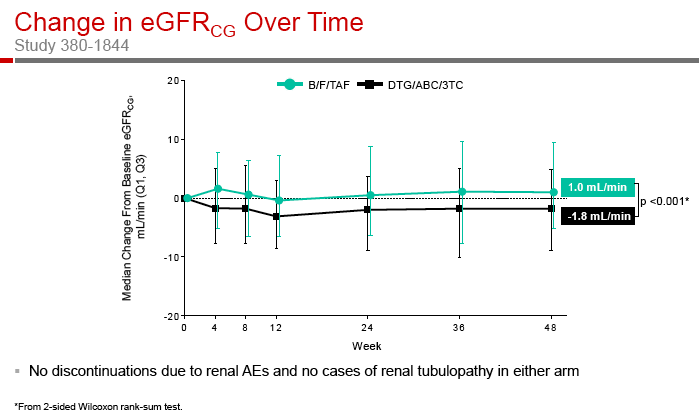 Change in eGFRCG Over Time
Study 380-1844
B/F/TAF
DTG/ABC/3TC
Median Change From Baseline eGFRCG,
mL/min (Q1, Q3)
20
10
0
-10
-20
1.0 mL/min
-1.8 mL/min
p <0.001*
0 4 8 12 24 36 48
Week
▪ No discontinuations due to renal AEs and no cases of renal tubulopathy in either arm
*From 2-sided Wilcoxon rank-sum test.